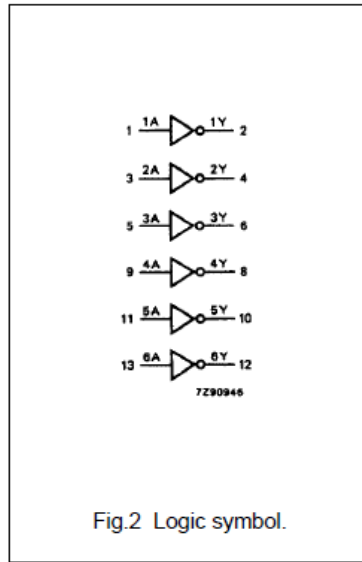 1 1A 1Y 2
3 2A 2Y 4
5 3A 3Y 6
9 4A 4Y 8
11 5A 5Y 10
13 6A 6Y 12
7Z90946
Fig.2 Logic symbol.